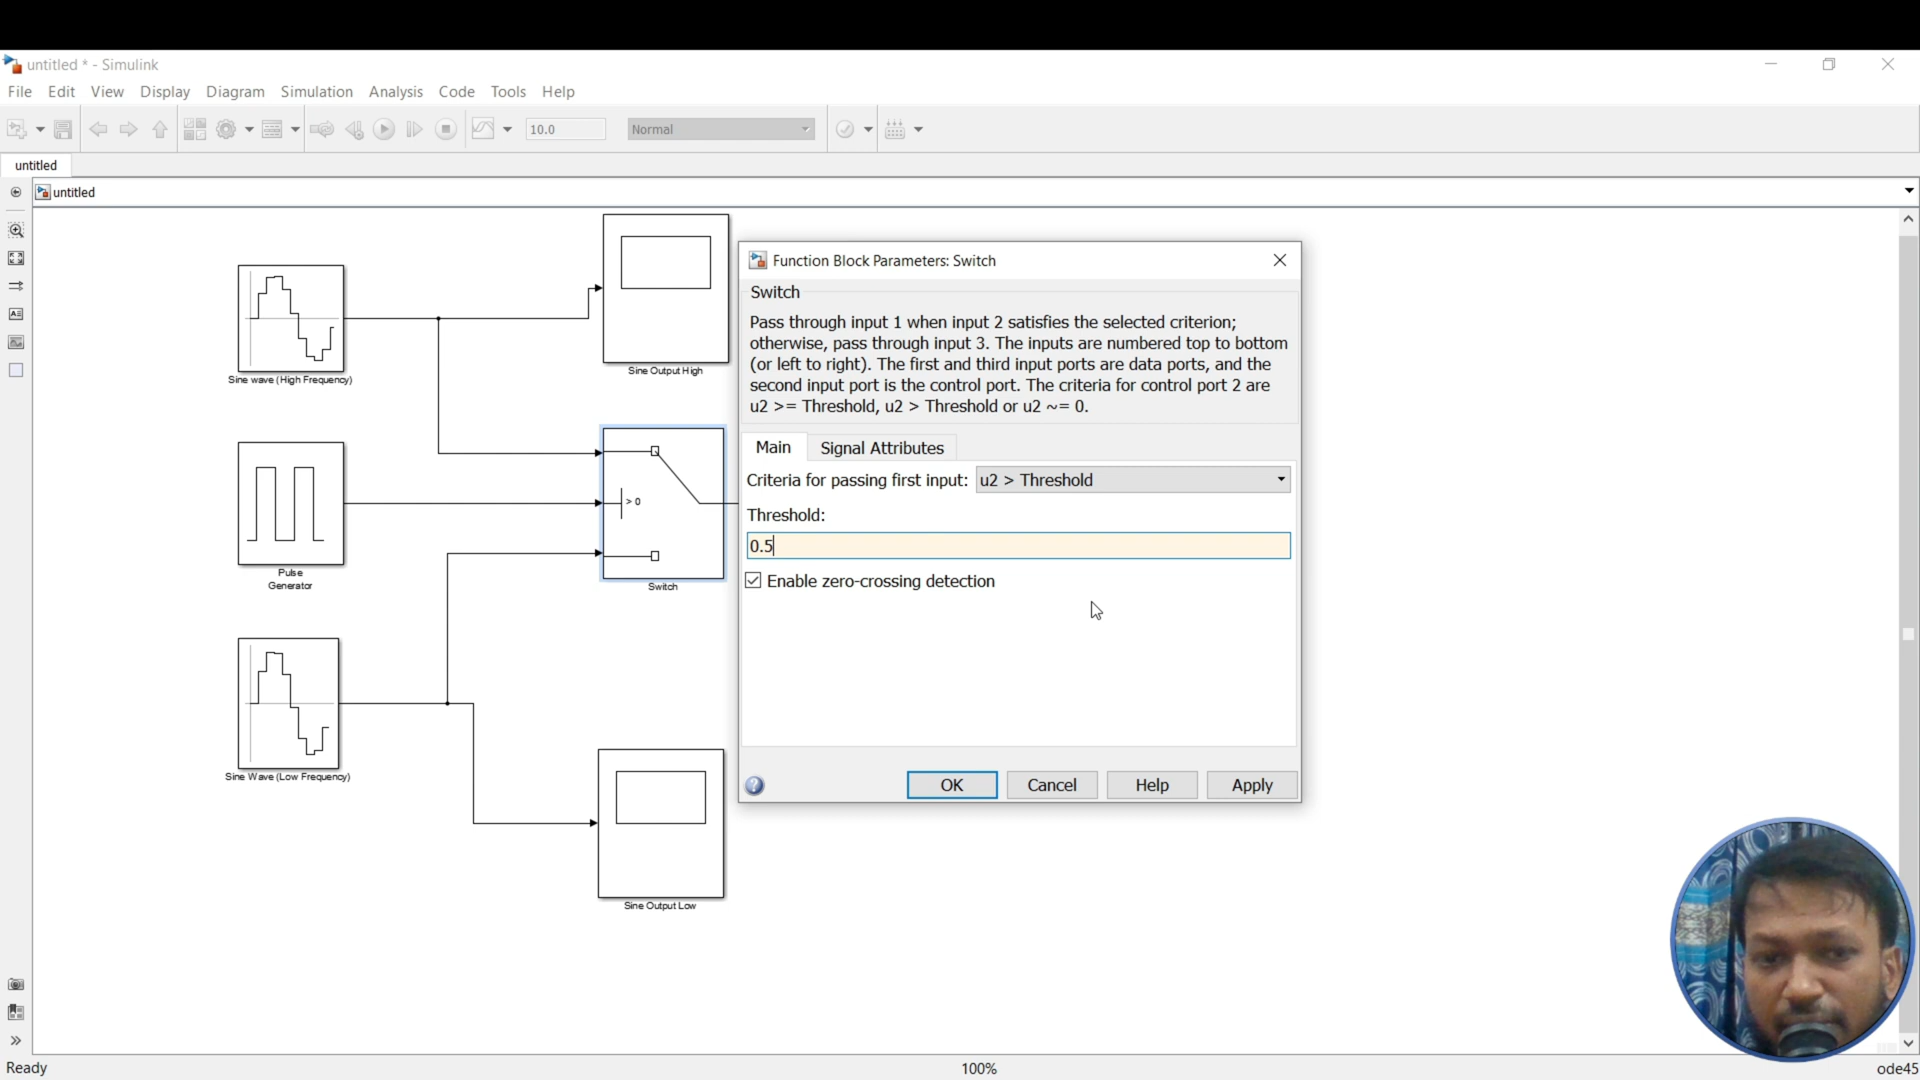 untitled * - Simulink
File Edit View Display Diagram Simulation Analysis Code Tools Help
10.0 Normal
untitled
untitled
Sine wave (High Frequency)
Sine Output High
Pulse
Generator
> 0
Switch
Sine Wave (Low Frequency)
Sine Output Low
Function Block Parameters: Switch
Switch
Pass through input 1 when input 2 satisfies the selected criterion;
otherwise, pass through input 3. The inputs are numbered top to bottom
(or left to right). The first and third input ports are data ports, and the
second input port is the control port. The criteria for control port 2 are
u2 >= Threshold, u2 > Threshold or u2 ~= 0.
Main Signal Attributes
Criteria for passing first input: u2 > Threshold
Threshold:
0.5
Enable zero-crossing detection
OK Cancel Help Apply
Ready 100% ode45